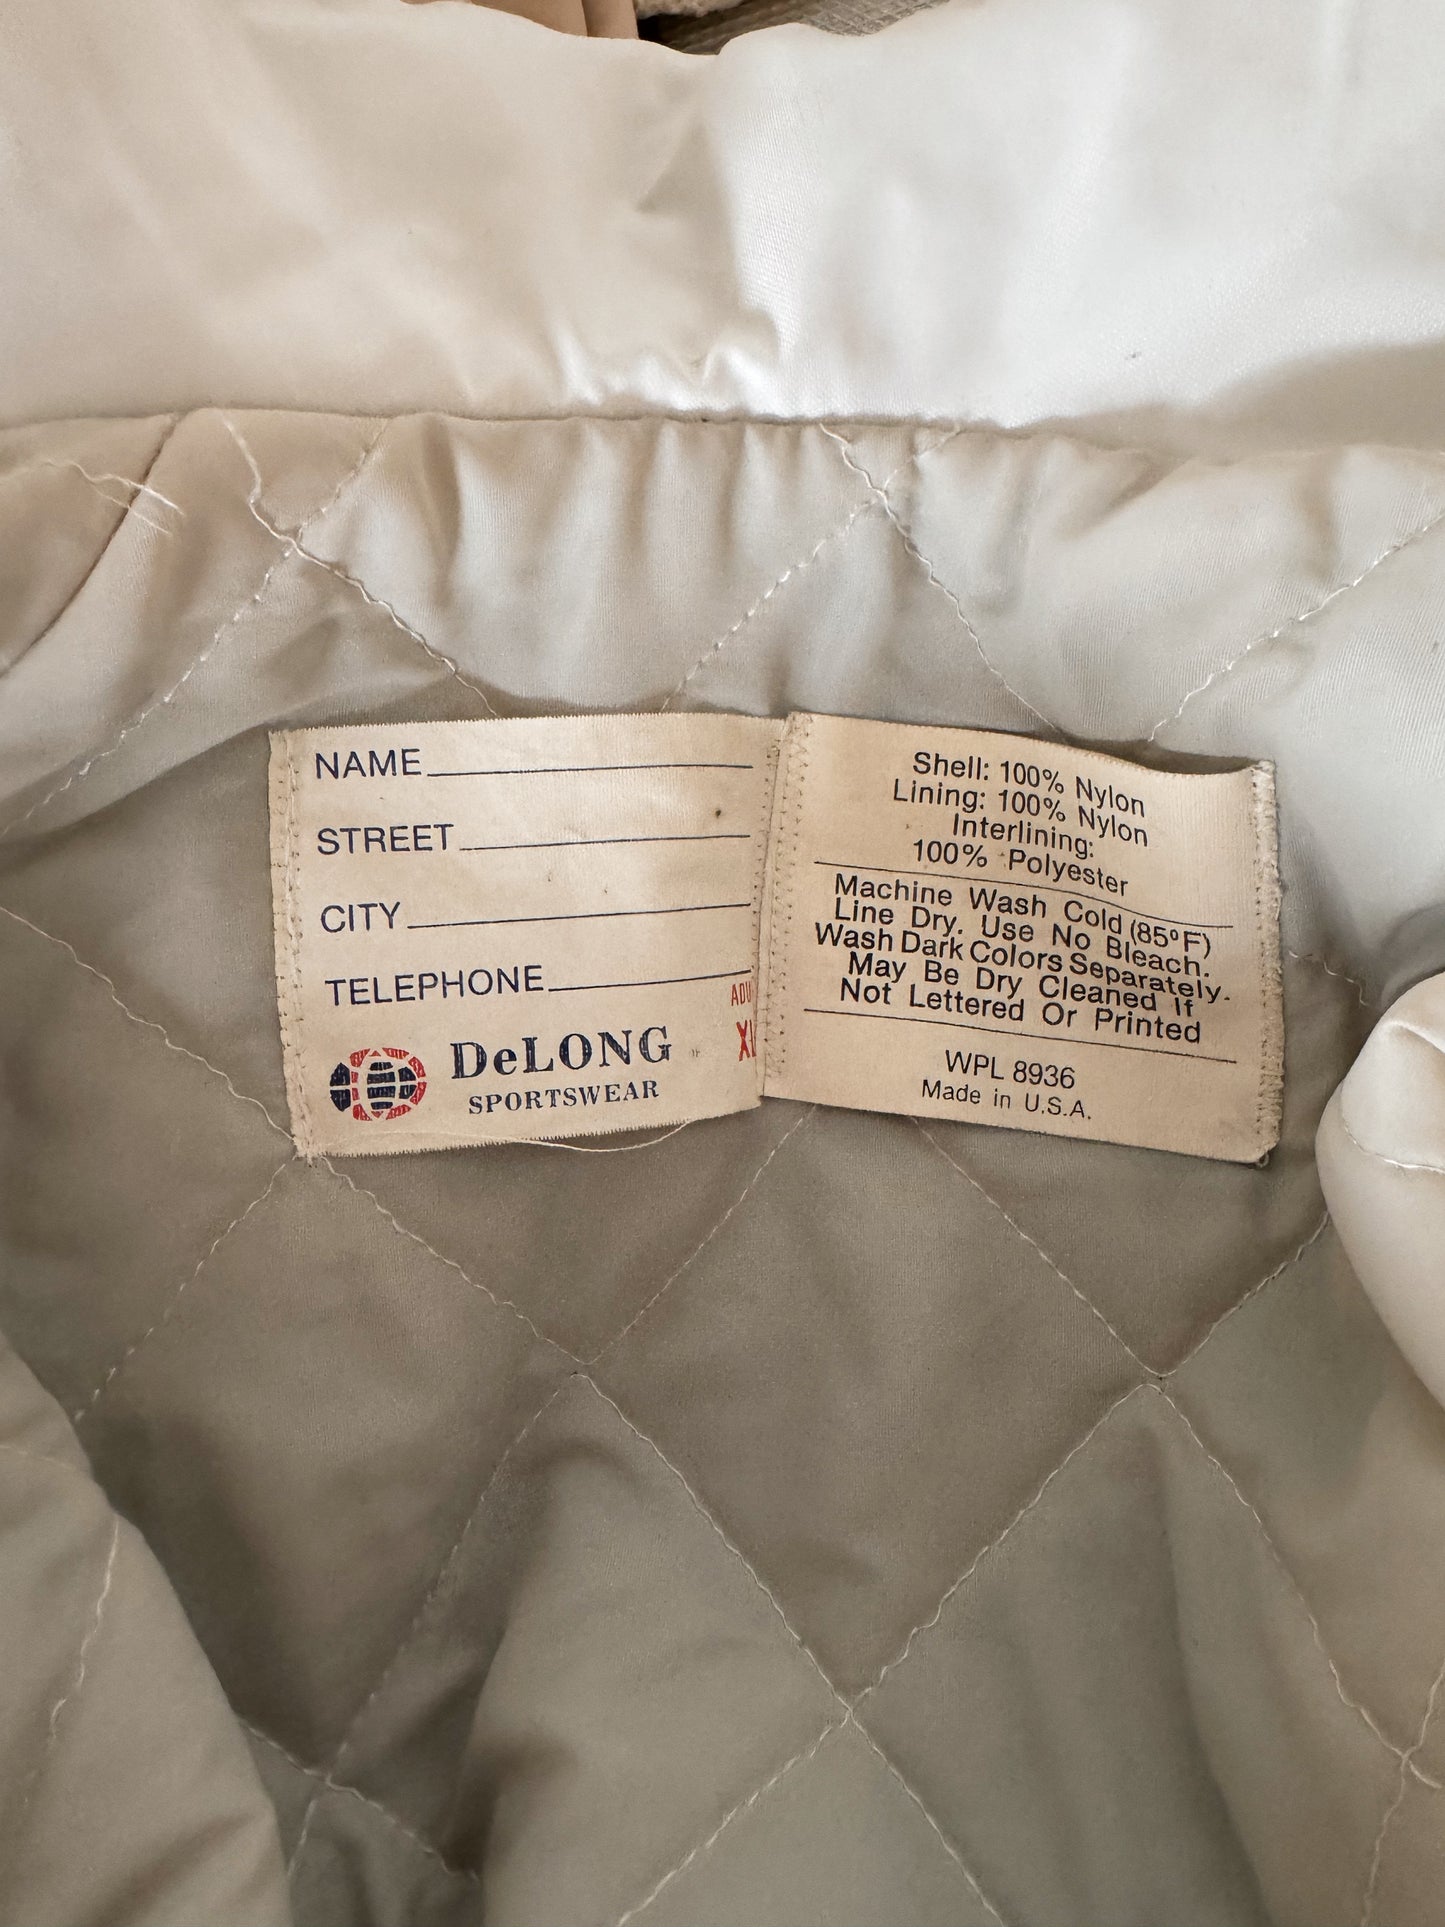 NAME
STREET
CITY
TELEPHONE
ADU
DeLONG
SPORTSWEAR
Shell: 100% Nylon
Lining: 100% Nylon
Interlining:
100% Polyester
Machine Wash Cold (85°F)
Line Dry. Use No Bleach.
Wash Dark Colors Separately.
May Be Dry Cleaned If
Not Lettered Or Printed
WPL 8936
Made in U.S.A.